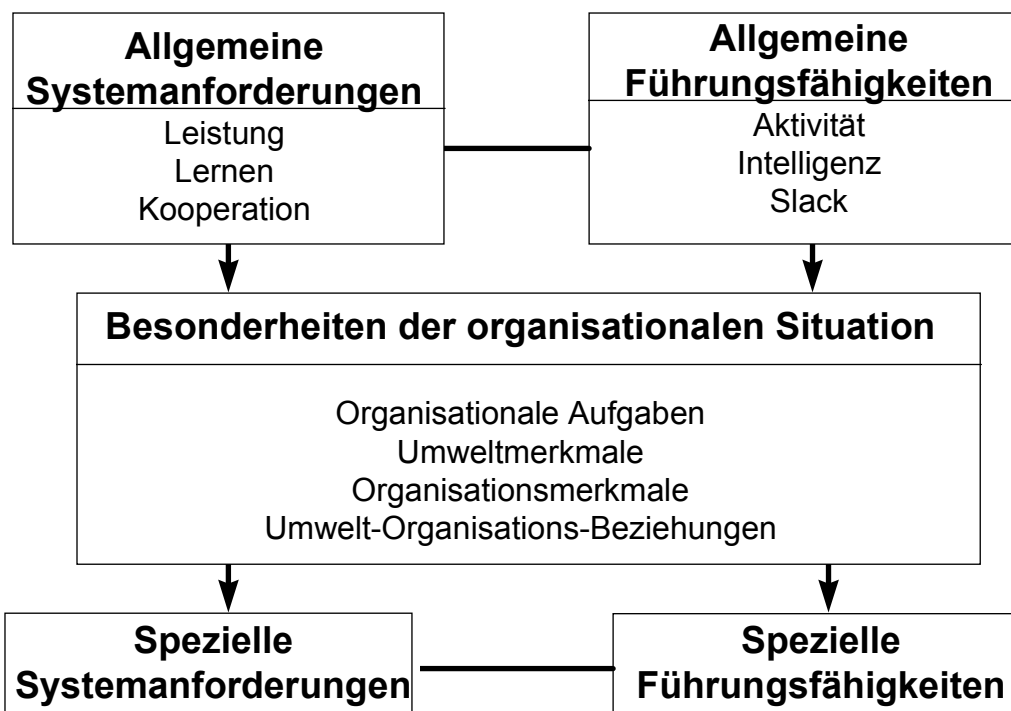 Allgemeine
Systemanforderungen
Leistung
Lernen
Kooperation
Allgemeine
Führungsfähigkeiten
Aktivität
Intelligenz
Slack
Besonderheiten der organisationalen Situation
Organisationale Aufgaben
Umweltmerkmale
Organisationsmerkmale
Umwelt-Organisations-Beziehungen
Spezielle
Systemanforderungen
Spezielle
Führungsfähigkeiten